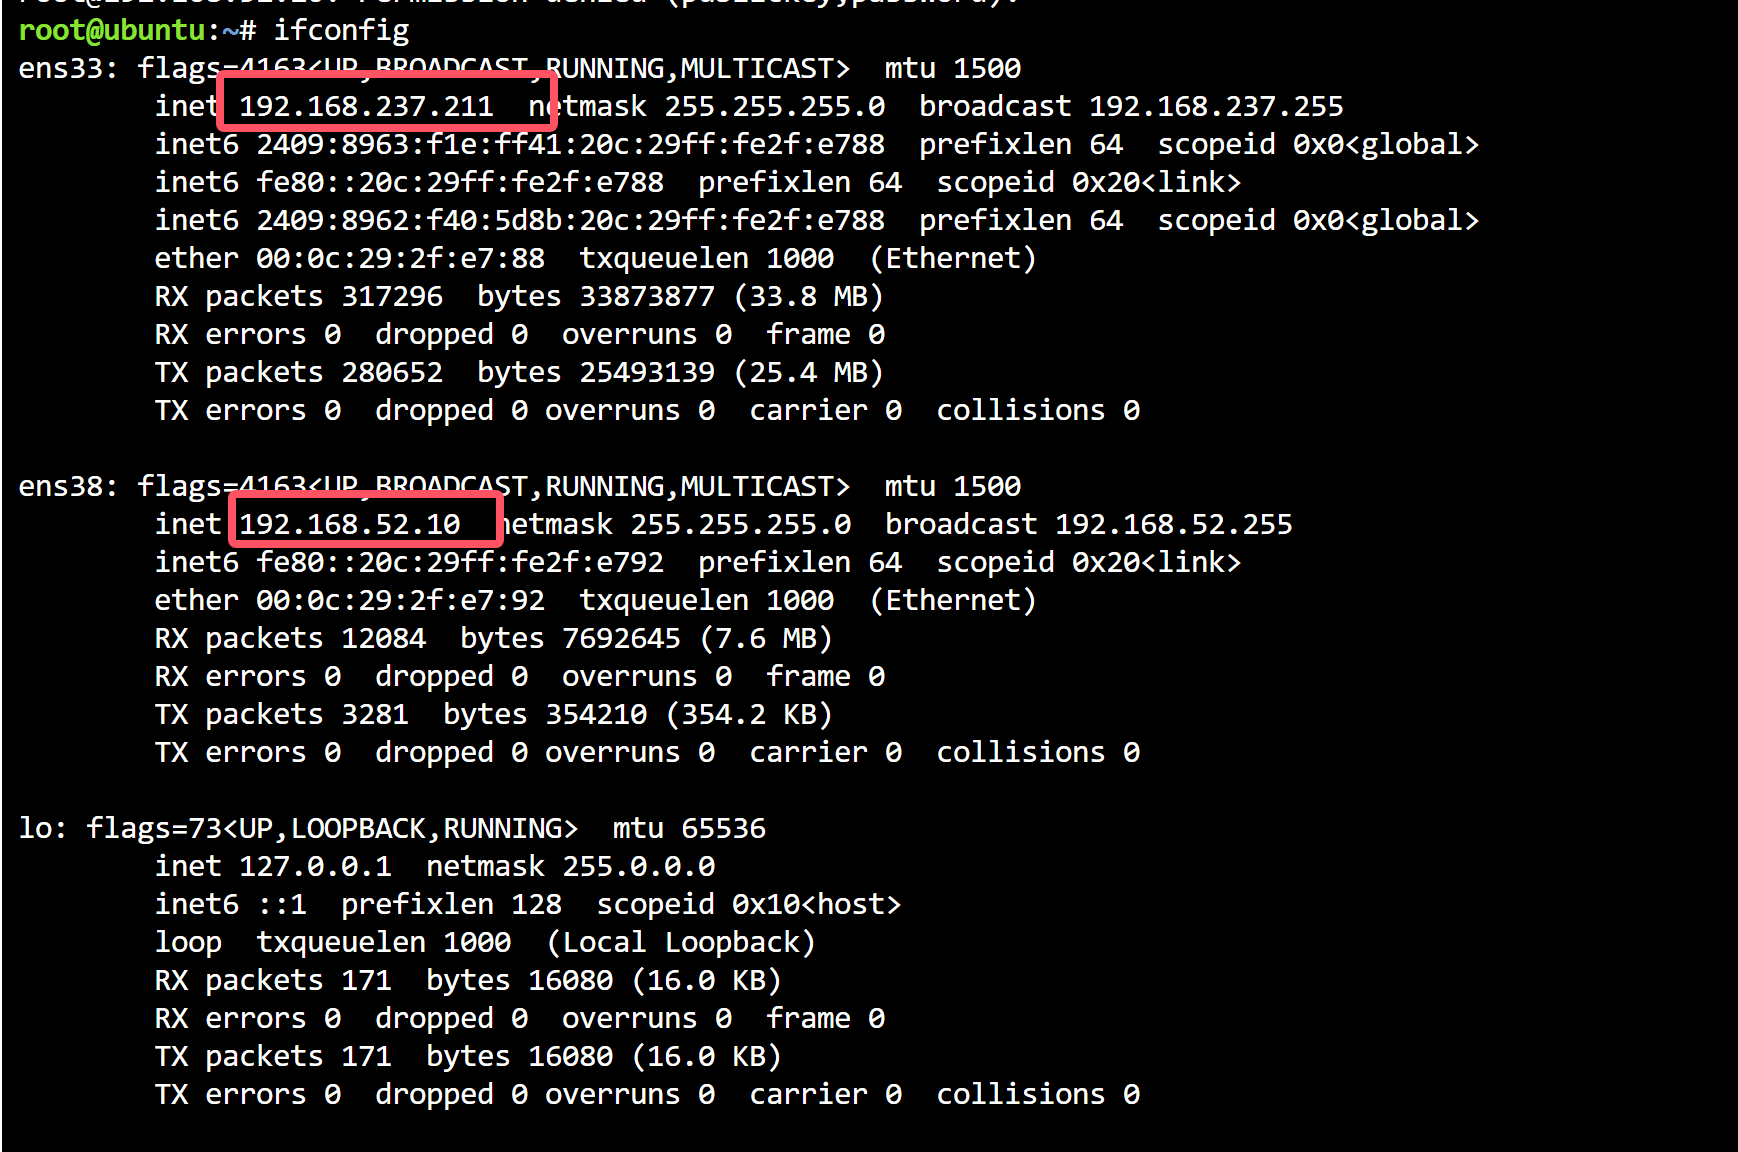 root@ubuntu:~# ifconfig
ens33: flags=4163<UP,BROADCAST,RUNNING,MULTICAST>  mtu 1500
        inet 192.168.237.211  netmask 255.255.255.0  broadcast 192.168.237.255
        inet6 2409:8963:f1e:ff41:20c:29ff:fe2f:e788  prefixlen 64  scopeid 0x0<global>
        inet6 fe80::20c:29ff:fe2f:e788  prefixlen 64  scopeid 0x20<link>
        inet6 2409:8962:f40:5d8b:20c:29ff:fe2f:e788  prefixlen 64  scopeid 0x0<global>
        ether 00:0c:29:2f:e7:88  txqueuelen 1000  (Ethernet)
        RX packets 317296  bytes 33873877 (33.8 MB)
        RX errors 0  dropped 0  overruns 0  frame 0
        TX packets 280652  bytes 25493139 (25.4 MB)
        TX errors 0  dropped 0 overruns 0  carrier 0  collisions 0

ens38: flags=4163<UP,BROADCAST,RUNNING,MULTICAST>  mtu 1500
        inet 192.168.52.10  netmask 255.255.255.0  broadcast 192.168.52.255
        inet6 fe80::20c:29ff:fe2f:e792  prefixlen 64  scopeid 0x20<link>
        ether 00:0c:29:2f:e7:92  txqueuelen 1000  (Ethernet)
        RX packets 12084  bytes 7692645 (7.6 MB)
        RX errors 0  dropped 0  overruns 0  frame 0
        TX packets 3281  bytes 354210 (354.2 KB)
        TX errors 0  dropped 0 overruns 0  carrier 0  collisions 0

lo: flags=73<UP,LOOPBACK,RUNNING>  mtu 65536
        inet 127.0.0.1  netmask 255.0.0.0
        inet6 ::1  prefixlen 128  scopeid 0x10<host>
        loop  txqueuelen 1000  (Local Loopback)
        RX packets 171  bytes 16080 (16.0 KB)
        RX errors 0  dropped 0  overruns 0  frame 0
        TX packets 171  bytes 16080 (16.0 KB)
        TX errors 0  dropped 0 overruns 0  carrier 0  collisions 0